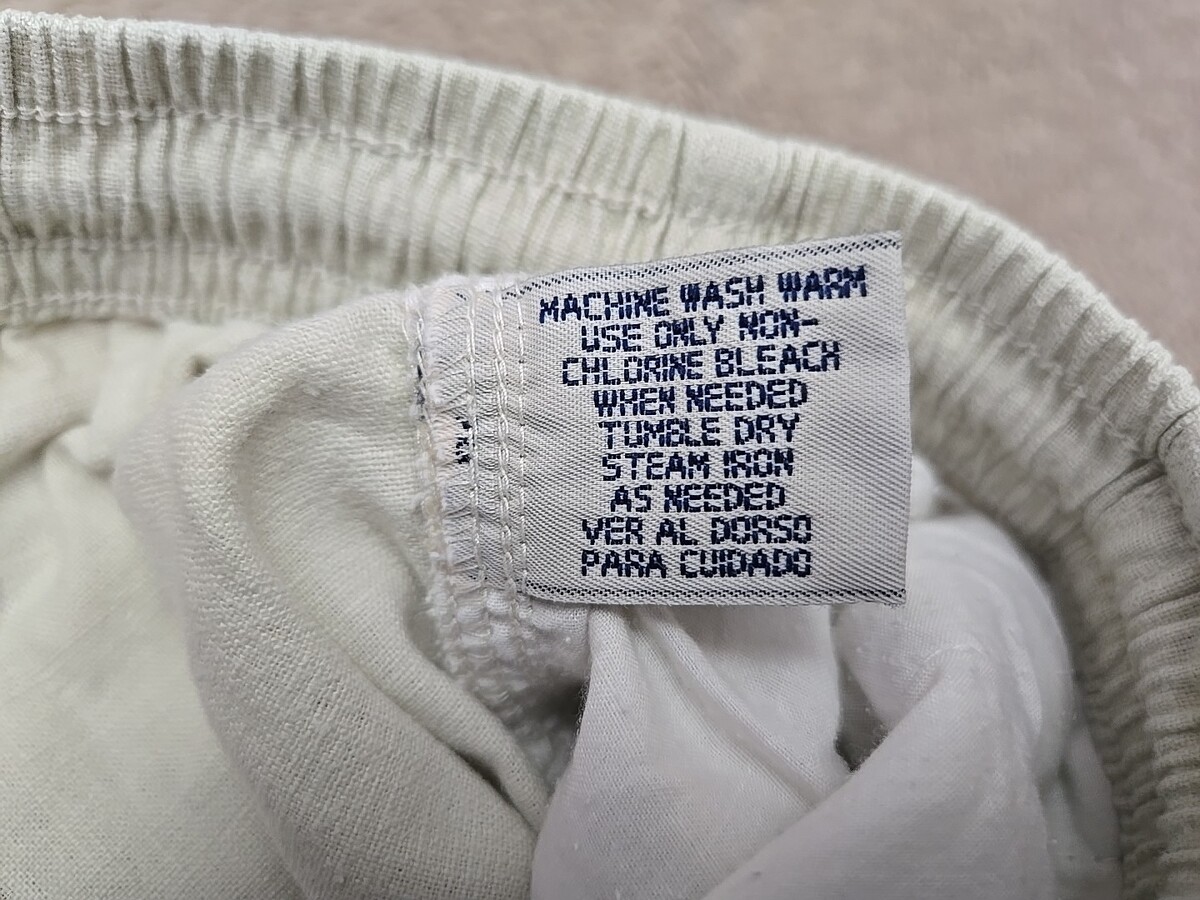 MACHINE WASH WARM
USE ONLY NON-
CHLORINE BLEACH
WHEN NEEDED
TUMBLE DRY
STEAM IRON
AS NEEDED
VER AL DORSO
PARA CUIDADO